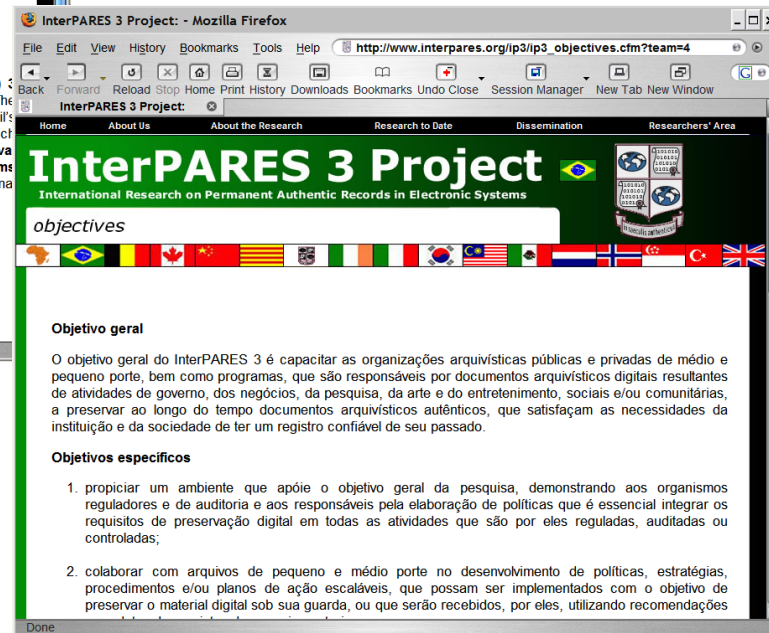 InterPARES 3 Project: - Mozilla Firefox
File Edit View History Bookmarks Tools Help http://www.interpares.org/ip3/ip3_objectives.cfm?team=4
Back Forward Reload Stop Home Print History Downloads Bookmarks Undo Close Session Manager New Tab New Window
InterPARES 3 Project:
Home About Us About the Research Research to Date Dissemination Researchers' Area
InterPARES 3 Project
International Research on Permanent Authentic Records in Electronic Systems
objectives
Objetivo geral
O objetivo geral do InterPARES 3 é capacitar as organizações arquivísticas públicas e privadas de médio e
pequeno porte, bem como programas, que são responsáveis por documentos arquivísticos digitais resultantes
de atividades de governo, dos negócios, da pesquisa, da arte e do entretenimento, sociais e/ou comunitárias,
a preservar ao longo do tempo documentos arquivísticos autênticos, que satisfaçam as necessidades da
instituição e da sociedade de ter um registro confiável de seu passado.
Objetivos especificos
1. propiciar um ambiente que apóie o objetivo geral da pesquisa, demonstrando aos organismos
reguladores e de auditoria e aos responsáveis pela elaboração de políticas que é essencial integrar os
requisitos de preservação digital em todas as atividades que são por eles reguladas, auditadas ou
controladas;
2. colaborar com arquivos de pequeno e médio porte no desenvolvimento de políticas, estratégias,
procedimentos e/ou planos de ação escaláveis, que possam ser implementados com o objetivo de
preservar o material digital sob sua guarda, ou que serão recebidos, por eles, utilizando recomendações
Done